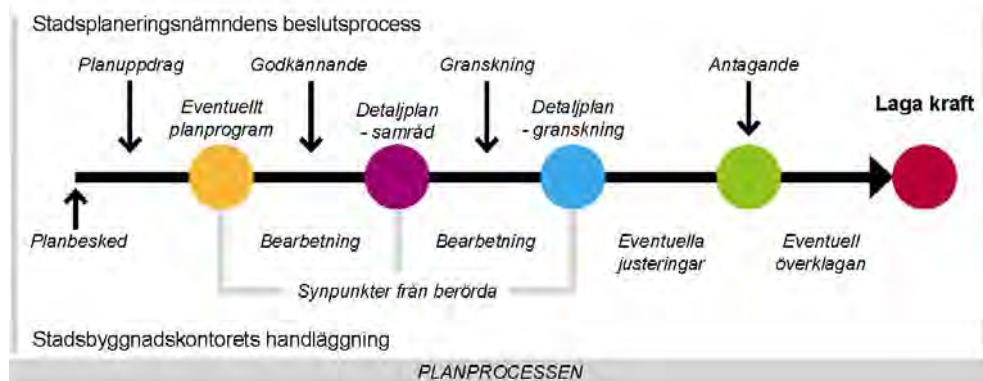 Stadsplaneringsnämndens beslutsprocess
Planuppdrag
Godkännande
Granskning
Antagande
Eventuellt
planprogram
Detaljplan
- samråd
Detaljplan
- granskning
Laga kraft
Planbesked
Bearbetning
Bearbetning
Eventuella
justeringar
Eventuell
överklagan
Synpunkter från berörda
Stadsbyggnadskontorets handläggning
PLANPROCESSEN